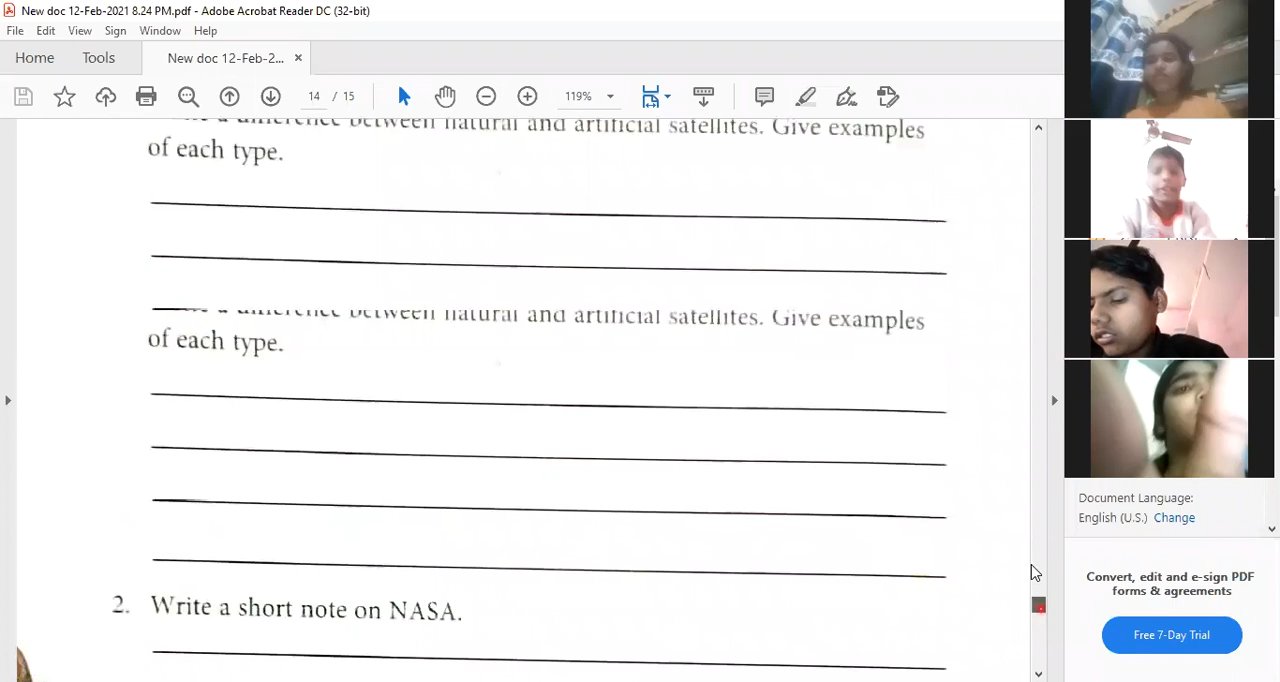 New doc 12-Feb-2021 8.24 PM.pdf - Adobe Acrobat Reader DC (32-bit)
File Edit View Sign Window Help
Home Tools New doc 12-Feb-2... ×
14 / 15 119%
difference between natural and artificial satellites. Give examples
of each type.
difference between natural and artificial satellites. Give examples
of each type.
2. Write a short note on NASA.
Document Language:
English (U.S.) Change
Convert, edit and e-sign PDF
forms & agreements
Free 7-Day Trial